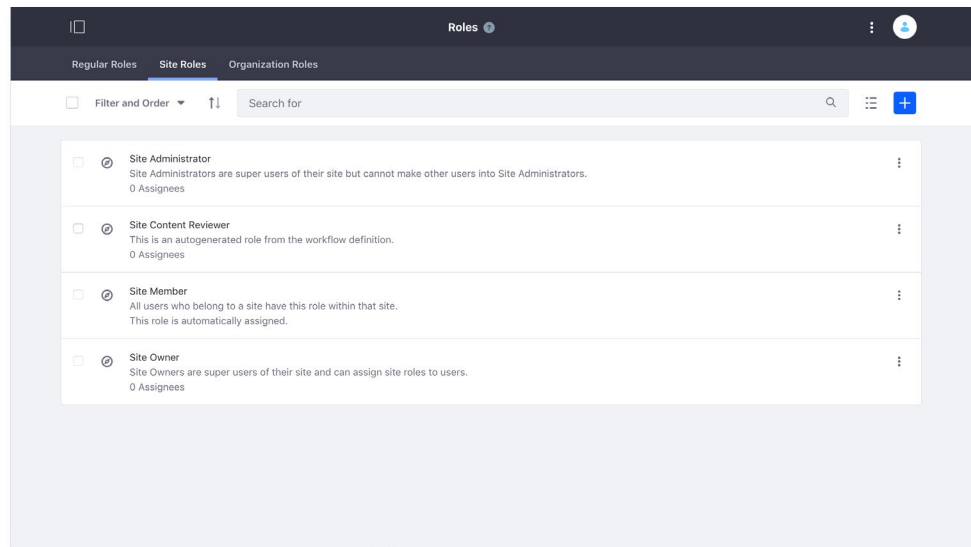 Roles ?
Regular Roles Site Roles Organization Roles
Filter and Order Search for
Site Administrator
Site Administrators are super users of their site but cannot make other users into Site Administrators.
0 Assignees
Site Content Reviewer
This is an autogenerated role from the workflow definition.
0 Assignees
Site Member
All users who belong to a site have this role within that site.
This role is automatically assigned.
Site Owner
Site Owners are super users of their site and can assign site roles to users.
0 Assignees